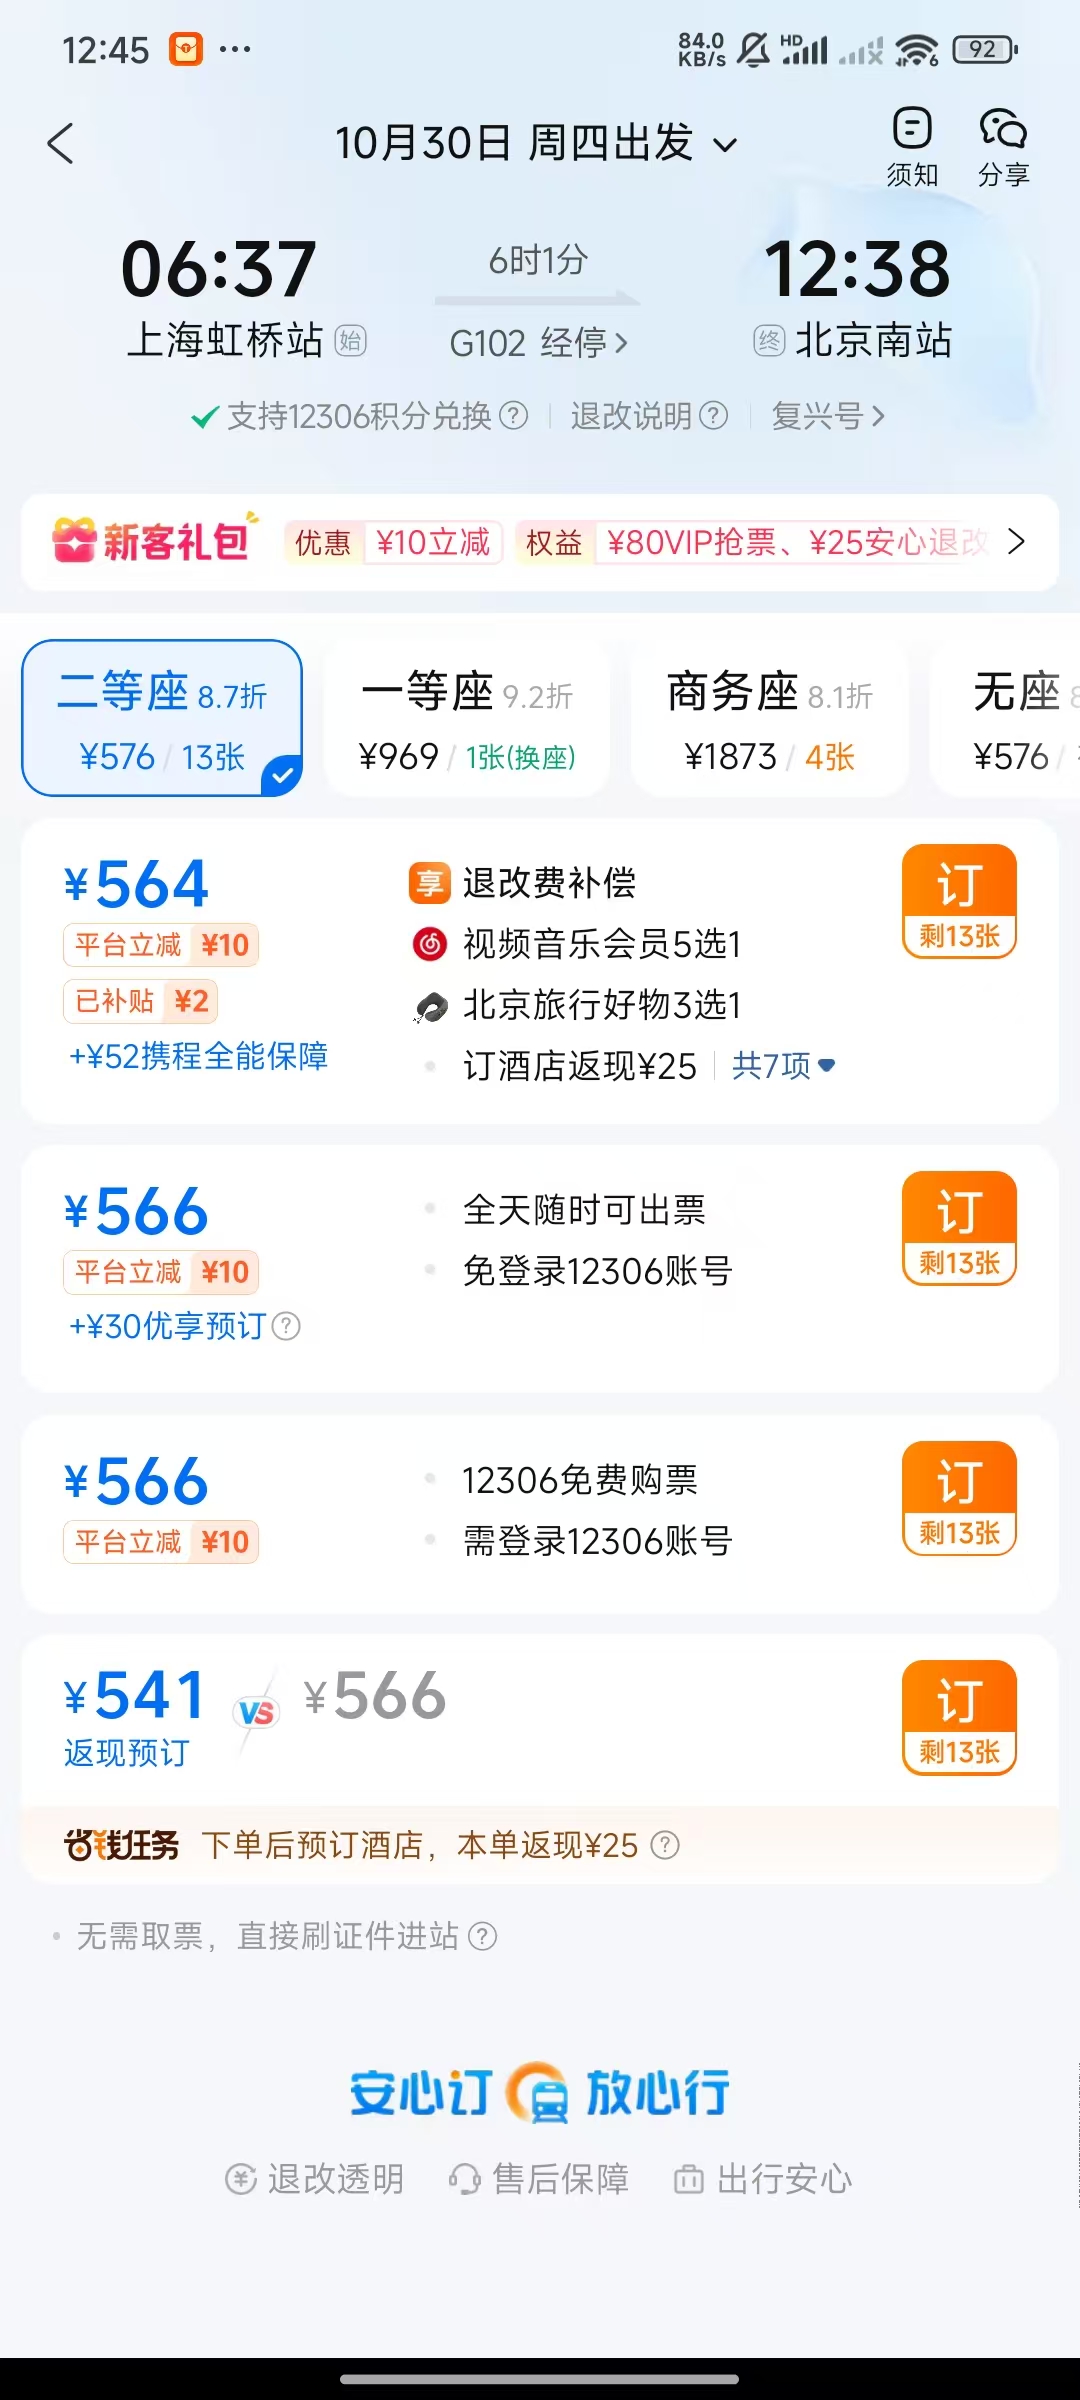 12:45 ··· 84.0 KB/s HD 6 92
10月30日 周四出发
须知 分享
06:37 6时1分 12:38
上海虹桥站 始 G102 经停 > 终 北京南站
支持12306积分兑换 ? 退改说明 ? 复兴号 >
新客礼包 优惠 ¥10立减 权益 ¥80VIP抢票、¥25安心退改 >
二等座 8.7折 一等座 9.2折 商务座 8.1折 无座
¥576 / 13张 ¥969 / 1张(换座) ¥1873 / 4张 ¥576 /
¥564 享 退改费补偿 订
平台立减 ¥10 视频音乐会员5选1 剩13张
已补贴 ¥2 北京旅行好物3选1
+¥52携程全能保障 订酒店返现¥25 共7项
¥566 全天随时可出票 订
平台立减 ¥10 免登录12306账号 剩13张
+¥30优享预订 ?
¥566 12306免费购票 订
平台立减 ¥10 需登录12306账号 剩13张
¥541 VS ¥566 订
返现预订 剩13张
省钱任务 下单后预订酒店，本单返现¥25 ?
无需取票，直接刷证件进站 ?
安心订 放心行
退改透明 售后保障 出行安心